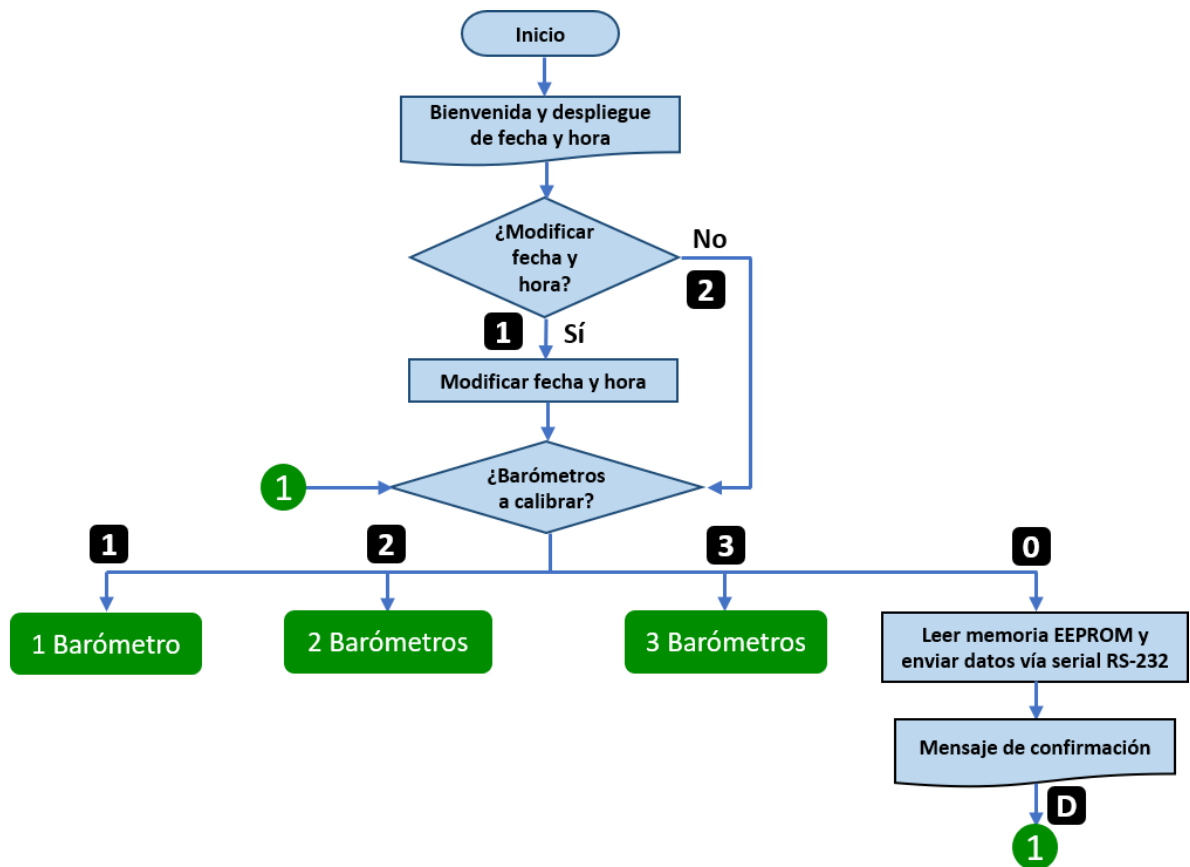 Inicio
Bienvenida y despliegue
de fecha y hora
¿Modificar
fecha y
hora?
No
2
1
Sí
Modificar fecha y hora
1
¿Barómetros
a calibrar?
1
2
3
0
1 Barómetro
2 Barómetros
3 Barómetros
Leer memoria EEPROM y
enviar datos vía serial RS-232
Mensaje de confirmación
D
1